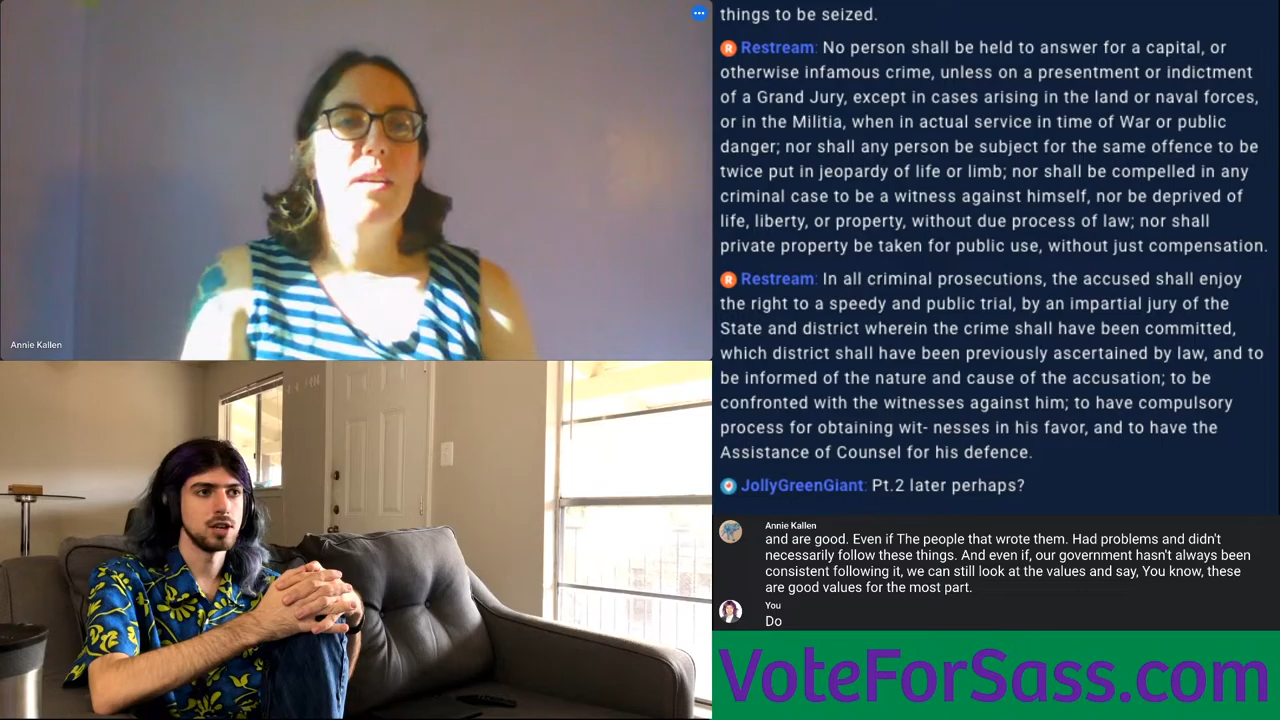 Annie Kallen
things to be seized.
Restream: No person shall be held to answer for a capital, or
otherwise infamous crime, unless on a presentment or indictment
of a Grand Jury, except in cases arising in the land or naval forces,
or in the Militia, when in actual service in time of War or public
danger; nor shall any person be subject for the same offence to be
twice put in jeopardy of life or limb; nor shall be compelled in any
criminal case to be a witness against himself, nor be deprived of
life, liberty, or property, without due process of law; nor shall
private property be taken for public use, without just compensation.
Restream: In all criminal prosecutions, the accused shall enjoy
the right to a speedy and public trial, by an impartial jury of the
State and district wherein the crime shall have been committed,
which district shall have been previously ascertained by law, and to
be informed of the nature and cause of the accusation; to be
confronted with the witnesses against him; to have compulsory
process for obtaining wit- nesses in his favor, and to have the
Assistance of Counsel for his defence.
JollyGreenGiant: Pt.2 later perhaps?
Annie Kallen
and are good. Even if The people that wrote them. Had problems and didn't
necessarily follow these things. And even if, our government hasn't always been
consistent following it, we can still look at the values and say, You know, these
are good values for the most part.
You
Do
VoteForSass.com